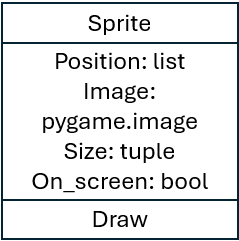 Sprite
Position: list
Image:
pygame.image
Size: tuple
On_screen: bool
Draw